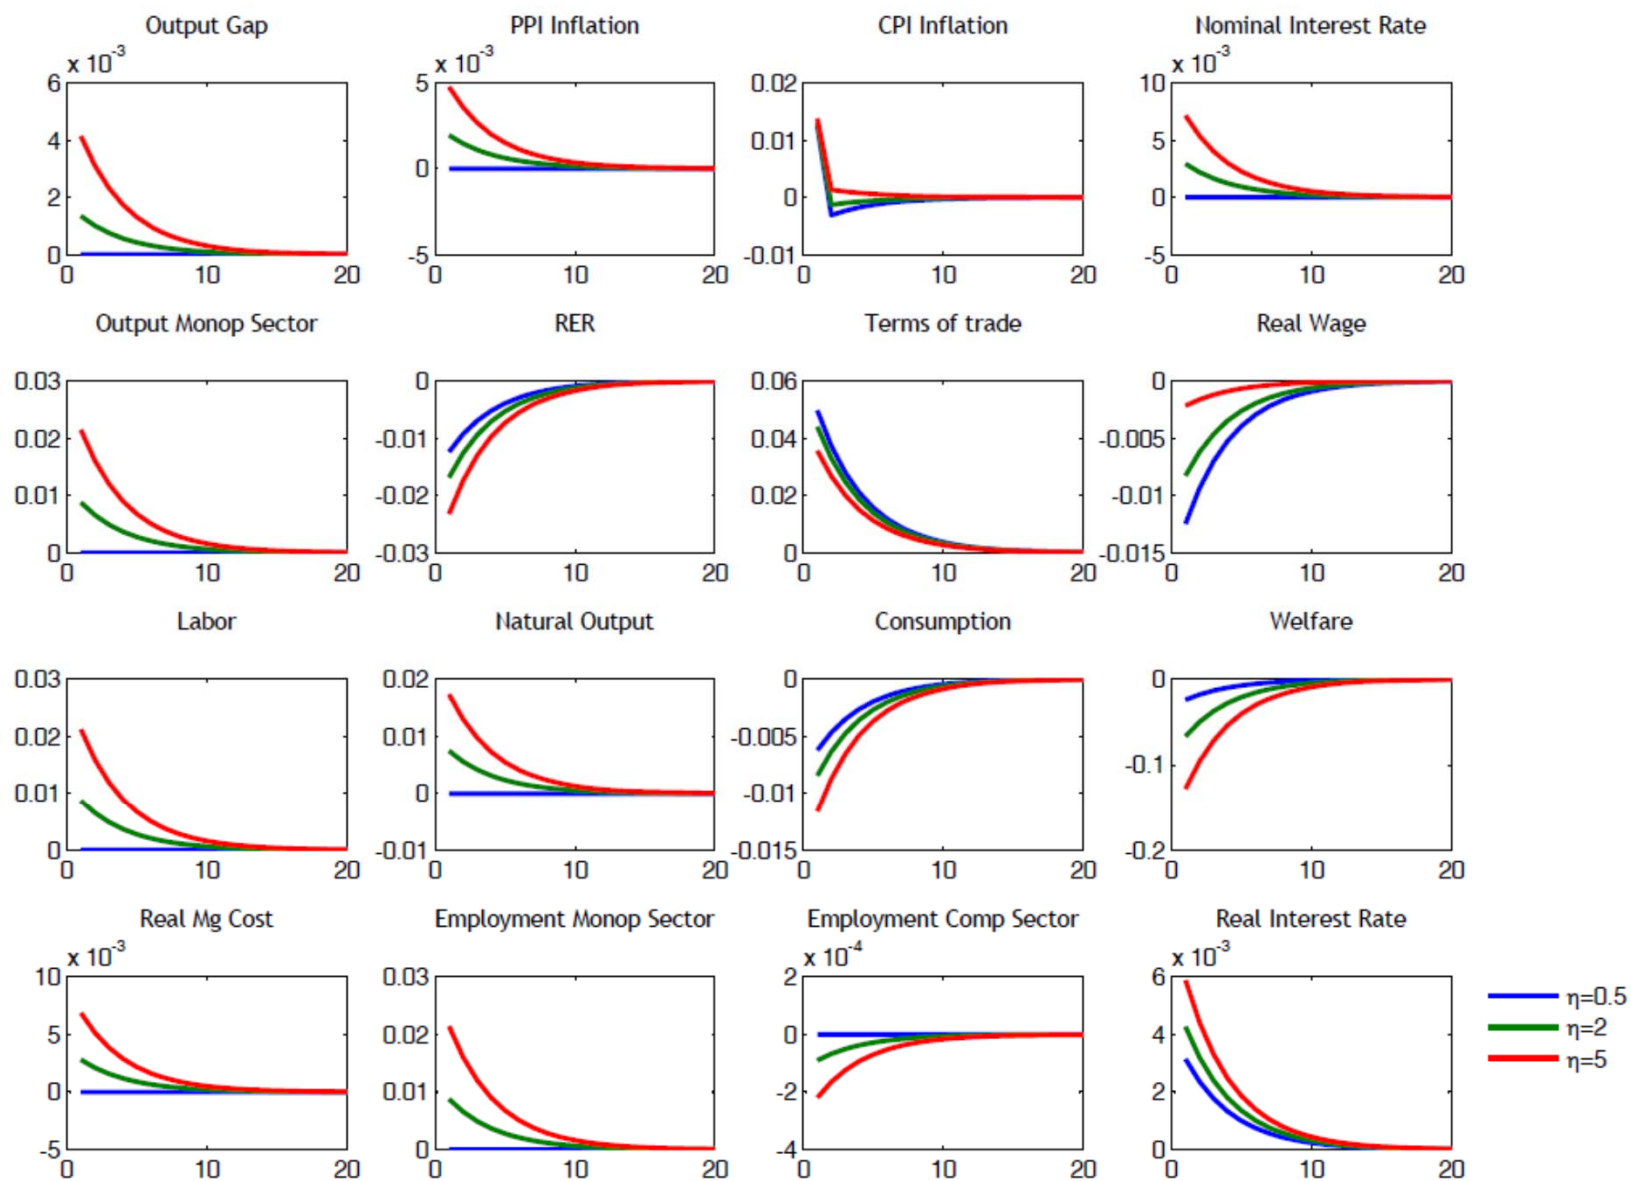 Output Gap PPI Inflation CPI Inflation Nominal Interest Rate
x 10-3 x 10-3 x 10-3
6 5 0.02 10
4 0 0.01 5
2 0 0
0 -5 -0.01 -5
0 10 20 0 10 20 0 10 20 0 10 20
Output Monop Sector RER Terms of trade Real Wage
0.03 0 0.06 0
0.02 -0.01 0.04 -0.005
0.01 -0.02 0.02 -0.01
0 -0.03 0 -0.015
0 10 20 0 10 20 0 10 20 0 10 20
Labor Natural Output Consumption Welfare
0.03 0.02 0 0
0.02 0.01 -0.005 -0.1
0.01 0 -0.01
0 -0.01 -0.015 -0.2
0 10 20 0 10 20 0 10 20 0 10 20
Real Mg Cost Employment Monop Sector Employment Comp Sector Real Interest Rate
x 10-3 x 10-4 x 10-3
10 0.03 2 6
5 0.02 0 4
0 0.01 -2 2
-5 0 -4 0
0 10 20 0 10 20 0 10 20 0 10 20
η=0.5
η=2
η=5